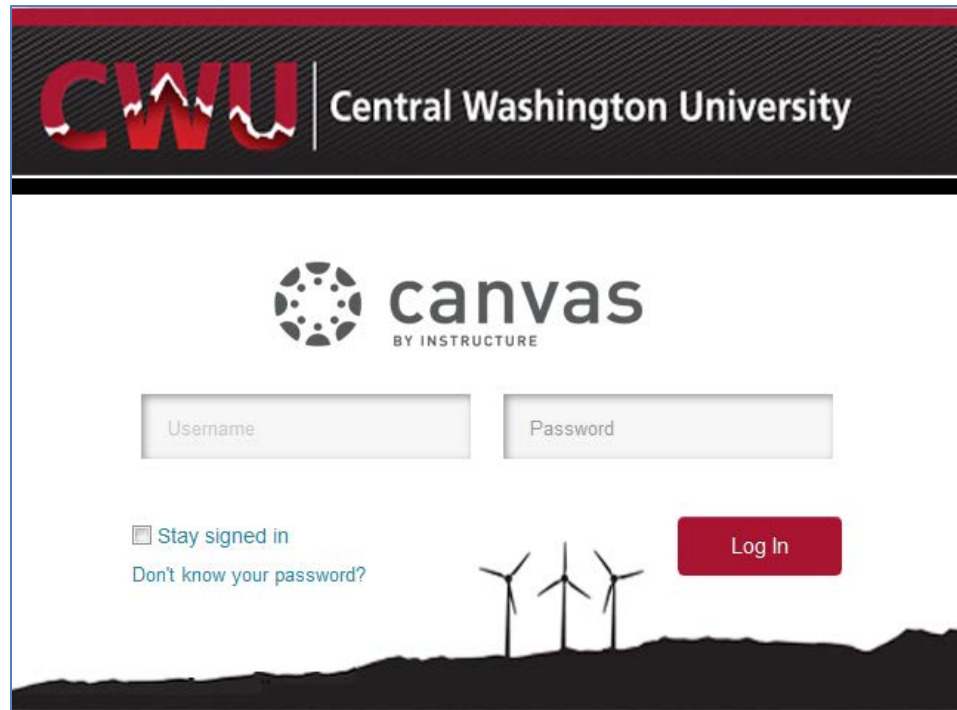 CWU Central Washington University
canvas
BY INSTRUCTURE
Username Password
Stay signed in
Log In
Don't know your password?